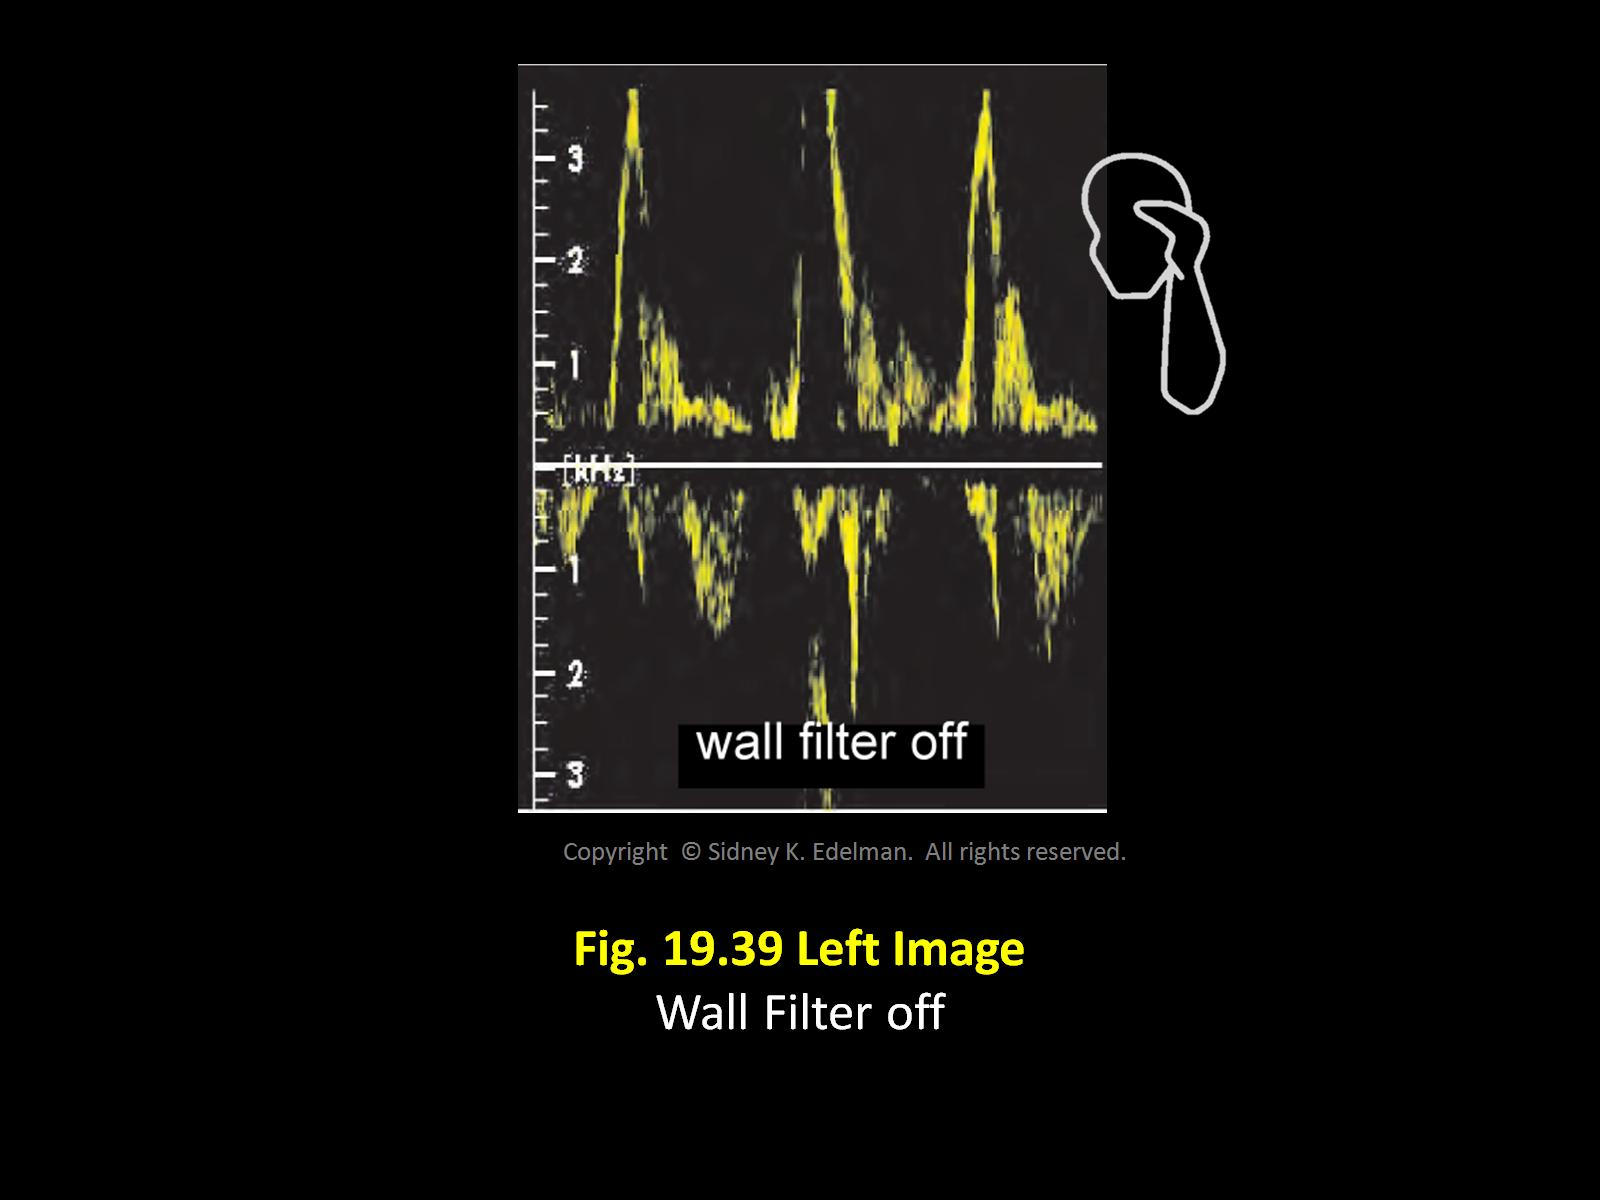 3
2
1
[kHz]
1
2
3
wall filter off
Copyright © Sidney K. Edelman. All rights reserved.
Fig. 19.39 Left Image
Wall Filter off